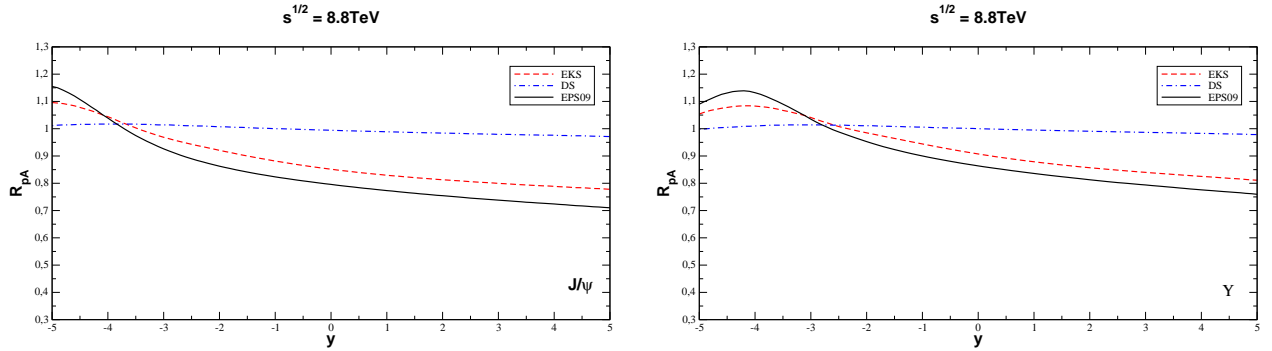 s^1/2 = 8.8TeV
1,3
1,2
1,1
1
0,9
0,8
0,7
0,6
0,5
0,4
0,3
R_pA
EKS
DS
EPS09
J/ψ
-5 -4 -3 -2 -1 0 1 2 3 4 5
y
s^1/2 = 8.8TeV
1,3
1,2
1,1
1
0,9
0,8
0,7
0,6
0,5
0,4
0,3
R_pA
EKS
DS
EPS09
Υ
-5 -4 -3 -2 -1 0 1 2 3 4 5
y